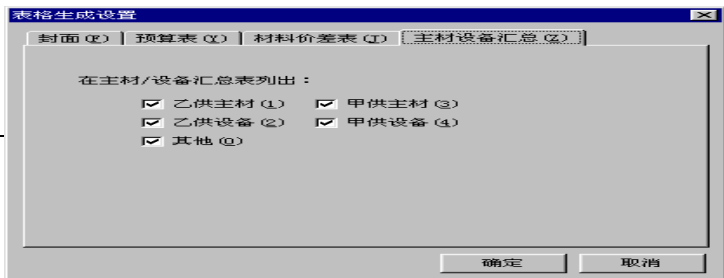 表格生成设置
封面(P) 预算表(Y) 材料价差表(J) 主材设备汇总(Z)
在主材/设备汇总表列出：
乙供主材(1) 甲供主材(3)
乙供设备(2) 甲供设备(4)
其他(0)
确定 取消